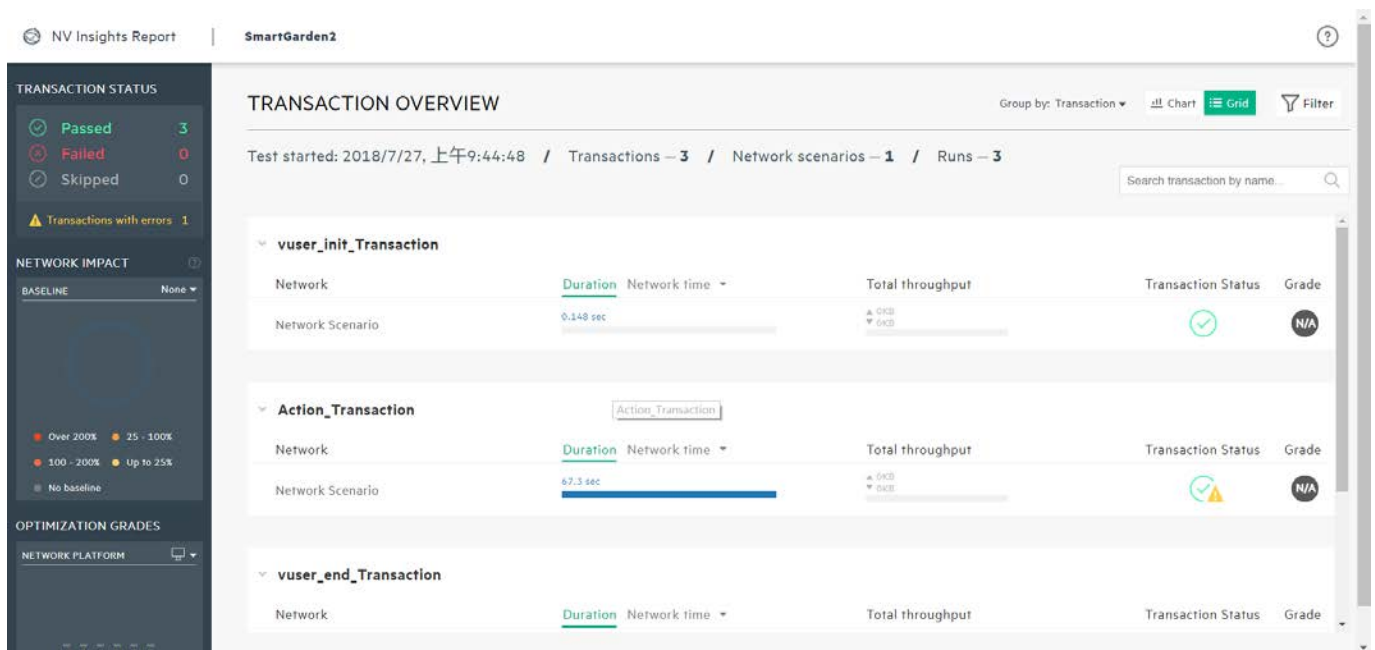 NV Insights Report | SmartGarden2
TRANSACTION STATUS
Passed 3
Failed 0
Skipped 0
Transactions with errors 1
NETWORK IMPACT
BASELINE None
Over 200% 25 - 100%
100 - 200% Up to 25%
No baseline
OPTIMIZATION GRADES
NETWORK PLATFORM
TRANSACTION OVERVIEW
Group by: Transaction Chart Grid Filter
Test started: 2018/7/27, 上午9:44:48 / Transactions – 3 / Network scenarios – 1 / Runs – 3
Search transaction by name...
vuser_init_Transaction
Network Duration Network time Total throughput Transaction Status Grade
Network Scenario 0.148 sec 0KB N/A
0KB
Action_Transaction Action_Transaction
Network Duration Network time Total throughput Transaction Status Grade
Network Scenario 67.3 sec 0KB N/A
0KB
vuser_end_Transaction
Network Duration Network time Total throughput Transaction Status Grade